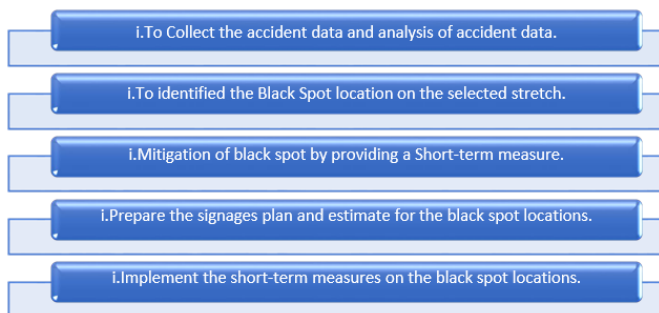 i.To Collect the accident data and analysis of accident data.
i.To identified the Black Spot location on the selected stretch.
i.Mitigation of black spot by providing a Short-term measure.
i.Prepare the signages plan and estimate for the black spot locations.
i.Implement the short-term measures on the black spot locations.